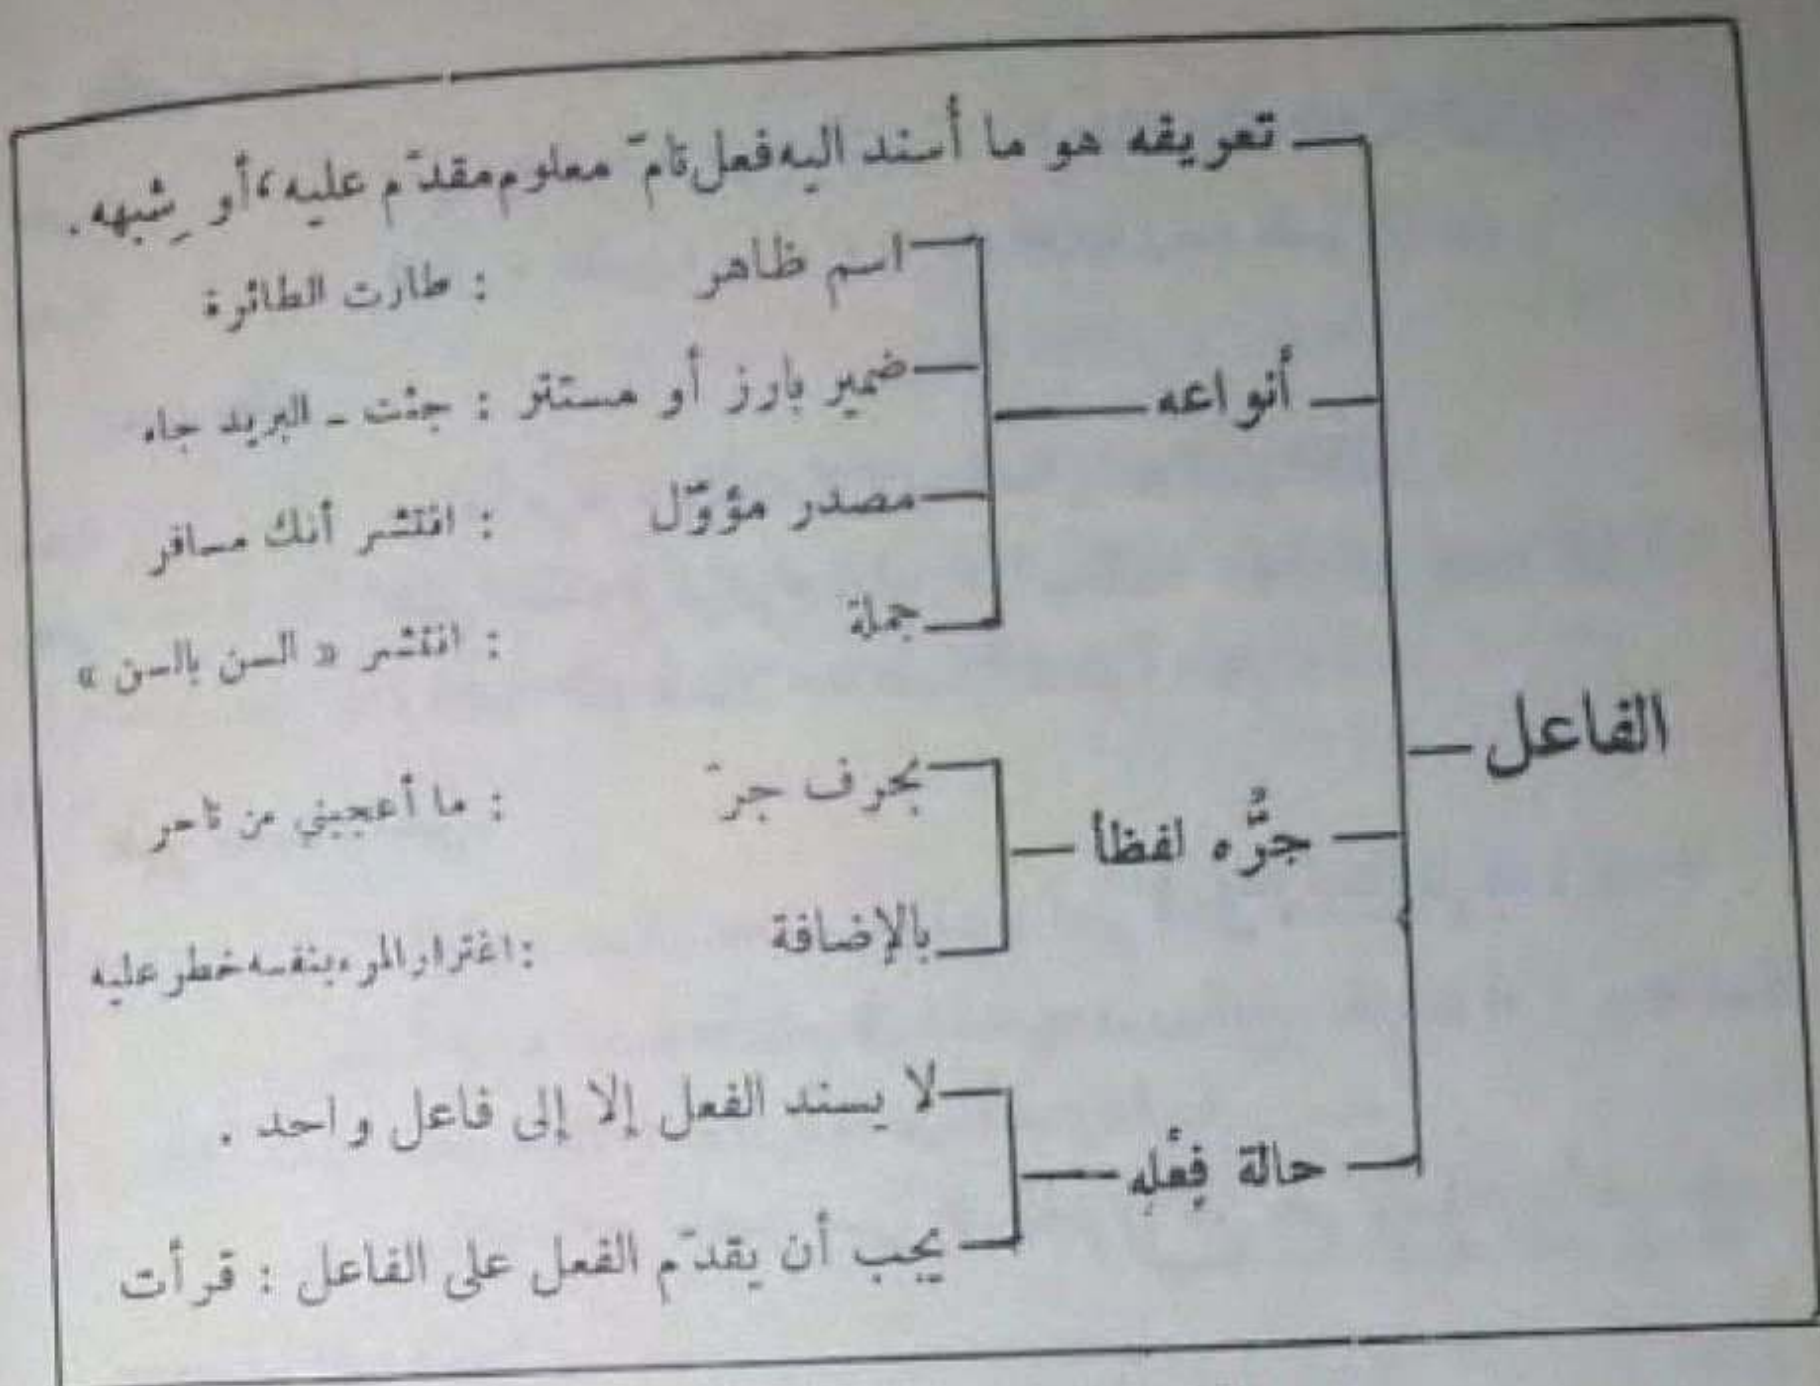 تعريفه هو ما أسند اليه فعل تامّ معلوم مقدّم عليه، أو شِبهه.
اسم ظاهر : طارت الطائرة
أنواعه
ضمير بارز أو مستتر : جئت - البريد جاء
مصدر مؤوّل : انتشر أنك مسافر
جملة : انتشر « السن بالسن »
الفاعل
بحرف جرّ : ما أعجبني من تاجر
جرُّه لفظاً
بالإضافة : اغترار المرء بنفسه خطر عليه
لا يسند الفعل إلا إلى فاعل واحد .
حالة فِعْلِه
يجب أن يقدّم الفعل على الفاعل : قرأت